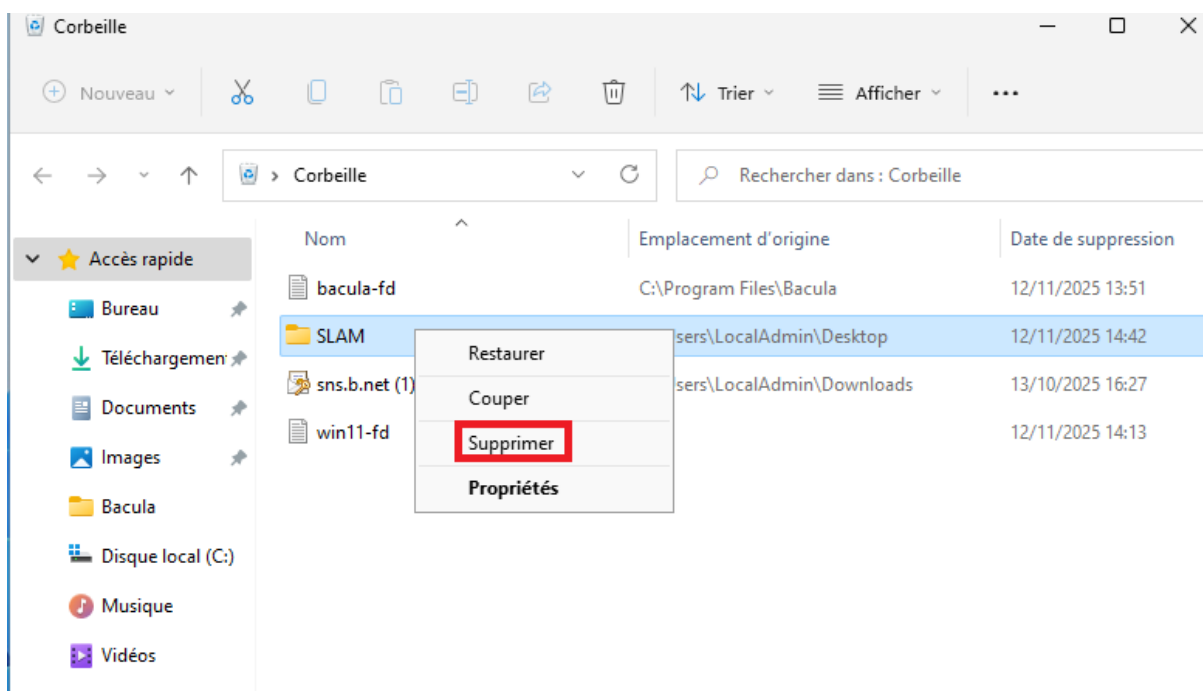 Corbeille
Nouveau Trier Afficher
Corbeille Rechercher dans : Corbeille
Nom Emplacement d'origine Date de suppression
Accès rapide
bacula-fd C:\Program Files\Bacula 12/11/2025 13:51
Bureau
SLAM sers\LocalAdmin\Desktop 12/11/2025 14:42
Restaurer
Téléchargemen
sns.b.net (1) sers\LocalAdmin\Downloads 13/10/2025 16:27
Couper
Documents
win11-fd 12/11/2025 14:13
Supprimer
Images
Propriétés
Bacula
Disque local (C:)
Musique
Vidéos